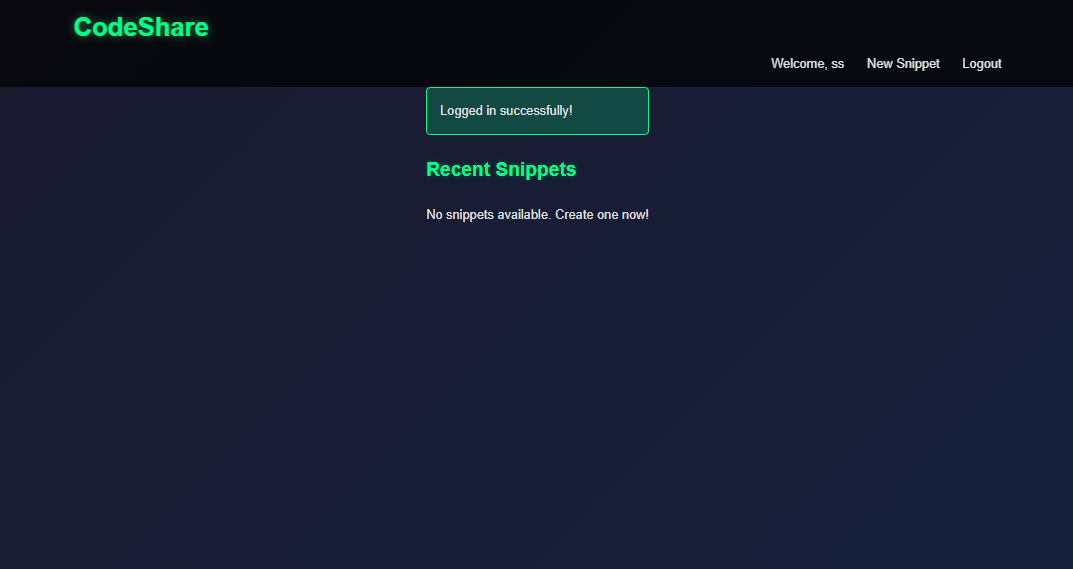 CodeShare
Welcome, ss New Snippet Logout
Logged in successfully!
Recent Snippets
No snippets available. Create one now!